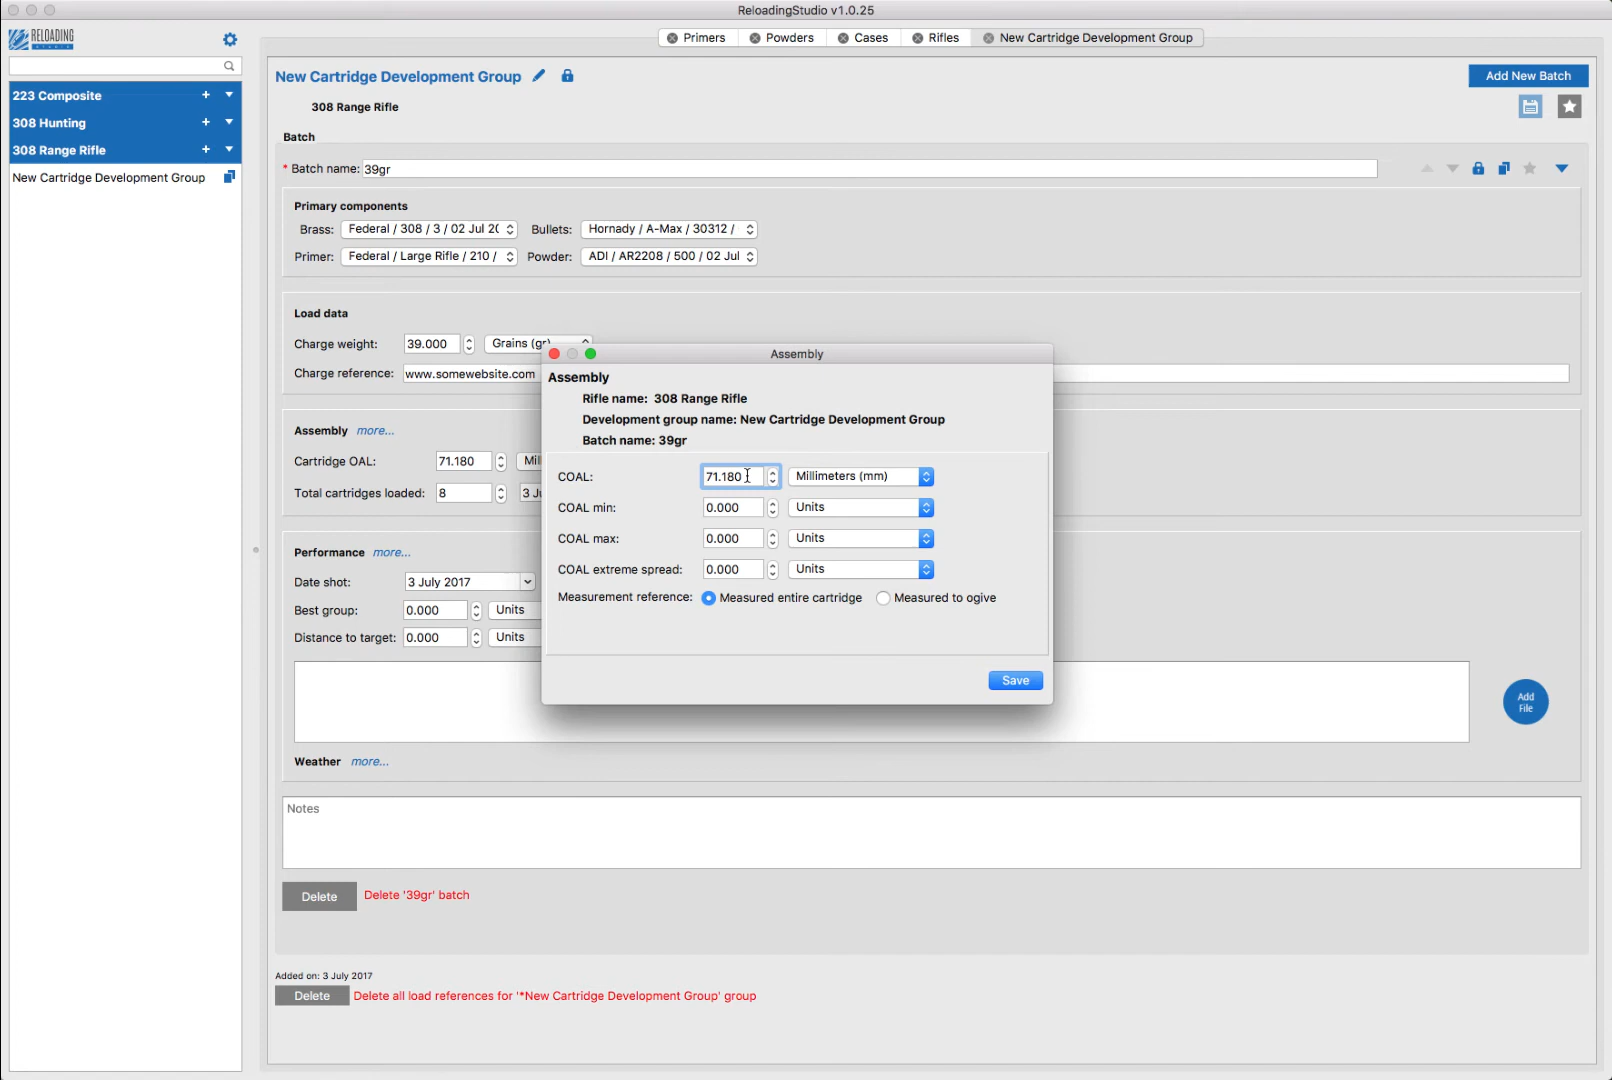 ReloadingStudio v1.0.25
RELOADING
STUDIO
Primers Powders Cases Rifles New Cartridge Development Group
223 Composite
308 Hunting
308 Range Rifle
New Cartridge Development Group
New Cartridge Development Group
Add New Batch
308 Range Rifle
Batch
* Batch name: 39gr
Primary components
Brass: Federal / 308 / 3 / 02 Jul 20 Bullets: Hornady / A-Max / 30312 /
Primer: Federal / Large Rifle / 210 / Powder: ADI / AR2208 / 500 / 02 Jul
Load data
Charge weight: 39.000 Grains (gr)
Charge reference: www.somewebsite.com
Assembly more...
Cartridge OAL: 71.180 Mil
Total cartridges loaded: 8 3 Ju
Performance more...
Date shot: 3 July 2017
Best group: 0.000 Units
Distance to target: 0.000 Units
Add
File
Weather more...
Notes
Delete Delete '39gr' batch
Added on: 3 July 2017
Delete Delete all load references for '*New Cartridge Development Group' group
Assembly
Assembly
Rifle name: 308 Range Rifle
Development group name: New Cartridge Development Group
Batch name: 39gr
COAL: 71.180 Millimeters (mm)
COAL min: 0.000 Units
COAL max: 0.000 Units
COAL extreme spread: 0.000 Units
Measurement reference: Measured entire cartridge Measured to ogive
Save